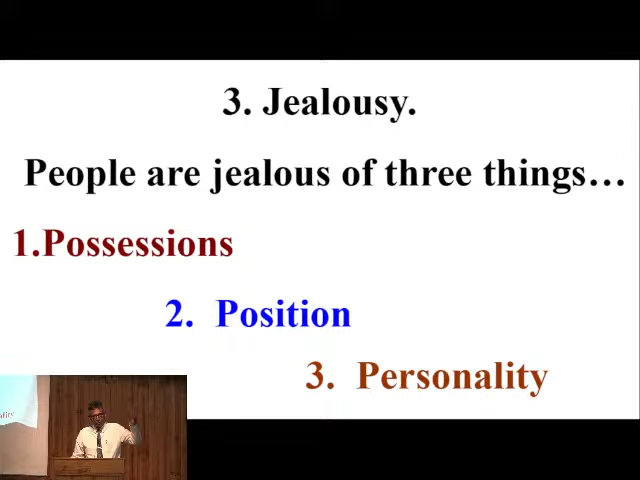 3. Jealousy.
People are jealous of three things…
1.Possessions
2. Position
3. Personality